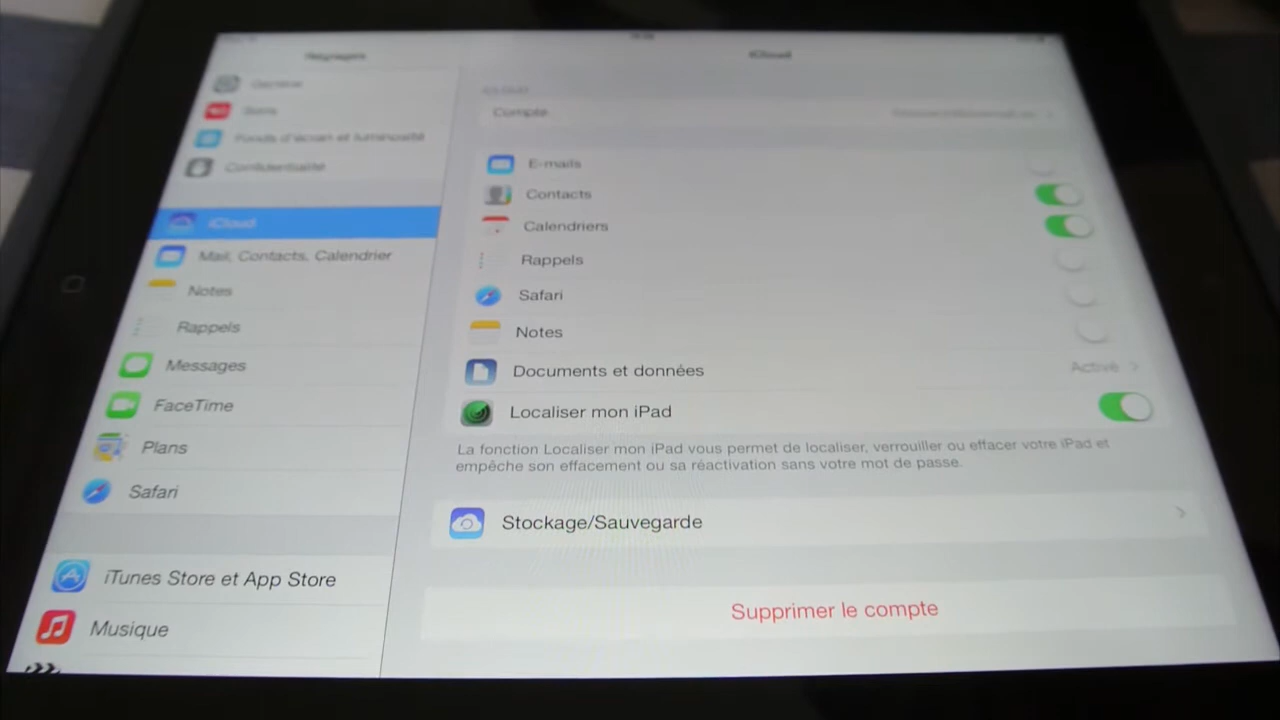 Réglages
Général
Sons
Fonds d'écran et luminosité
Confidentialité
iCloud
Mail, Contacts, Calendrier
Notes
Rappels
Messages
FaceTime
Plans
Safari
iTunes Store et App Store
Musique
iCloud
Compte
E-mails
Contacts
Calendriers
Rappels
Safari
Notes
Documents et données
Activé
Localiser mon iPad
La fonction Localiser mon iPad vous permet de localiser, verrouiller ou effacer votre iPad et
empêche son effacement ou sa réactivation sans votre mot de passe.
Stockage/Sauvegarde
Supprimer le compte